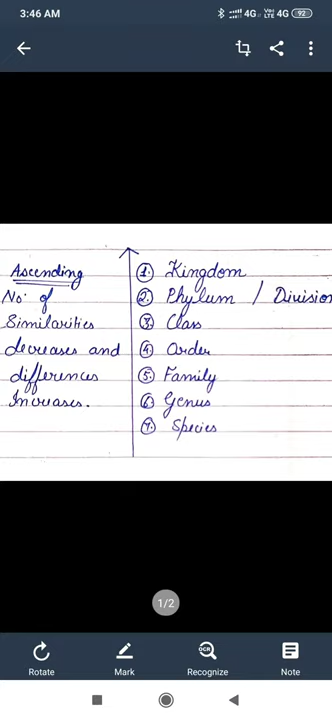 3:46 AM 4G VoLTE 4G 92
Ascending
No: of
Similarities
decreases and
differences
Increases.
1. Kingdom
2. Phylum / Division
3. Class
4. Order
5. Family
6. Genus
7. Species
1/2
Rotate Mark OCR Recognize Note